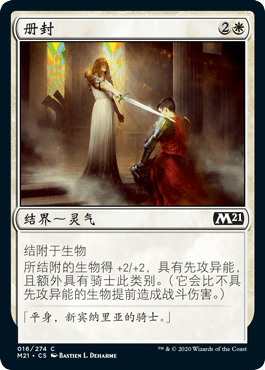 册封 2
结界～灵气 M21
结附于生物
所结附的生物得+2/+2，具有先攻异能，
且额外具有骑士此类别。（它会比不具
先攻异能的生物提前造成战斗伤害。）
「平身，新宾纳里亚的骑士。」
016/274 C
M21 • CS Bastien L. Deharme
™ & © 2020 Wizards of the Coast